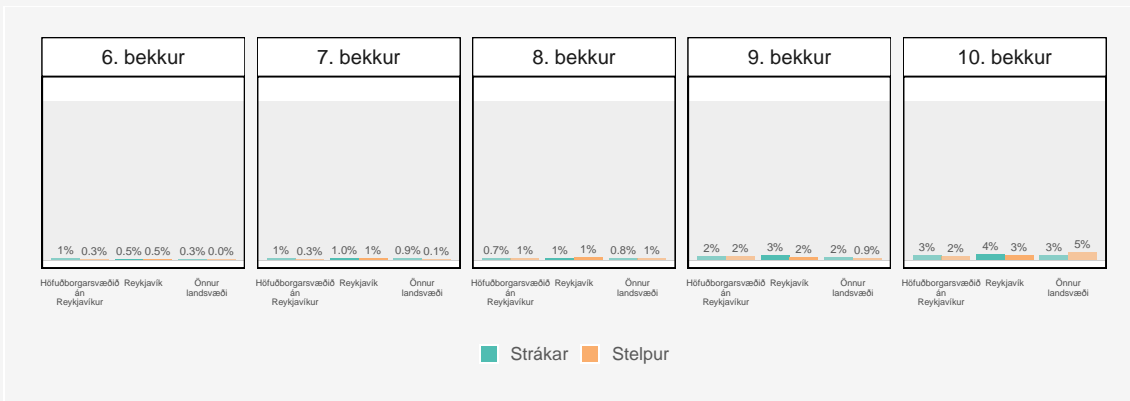 6. bekkur
7. bekkur
8. bekkur
9. bekkur
10. bekkur
1% 0.3% 0.5% 0.5% 0.3% 0.0%
1% 0.3% 1.0% 1% 0.9% 0.1%
0.7% 1% 1% 1% 0.8% 1%
2% 2% 3% 2% 2% 0.9%
3% 2% 4% 3% 3% 5%
Höfuðborgarsvæðið
án
Reykjavíkur
Reykjavík
Önnur
landsvæði
Höfuðborgarsvæðið
án
Reykjavíkur
Reykjavík
Önnur
landsvæði
Höfuðborgarsvæðið
án
Reykjavíkur
Reykjavík
Önnur
landsvæði
Höfuðborgarsvæðið
án
Reykjavíkur
Reykjavík
Önnur
landsvæði
Höfuðborgarsvæðið
án
Reykjavíkur
Reykjavík
Önnur
landsvæði
Strákar Stelpur